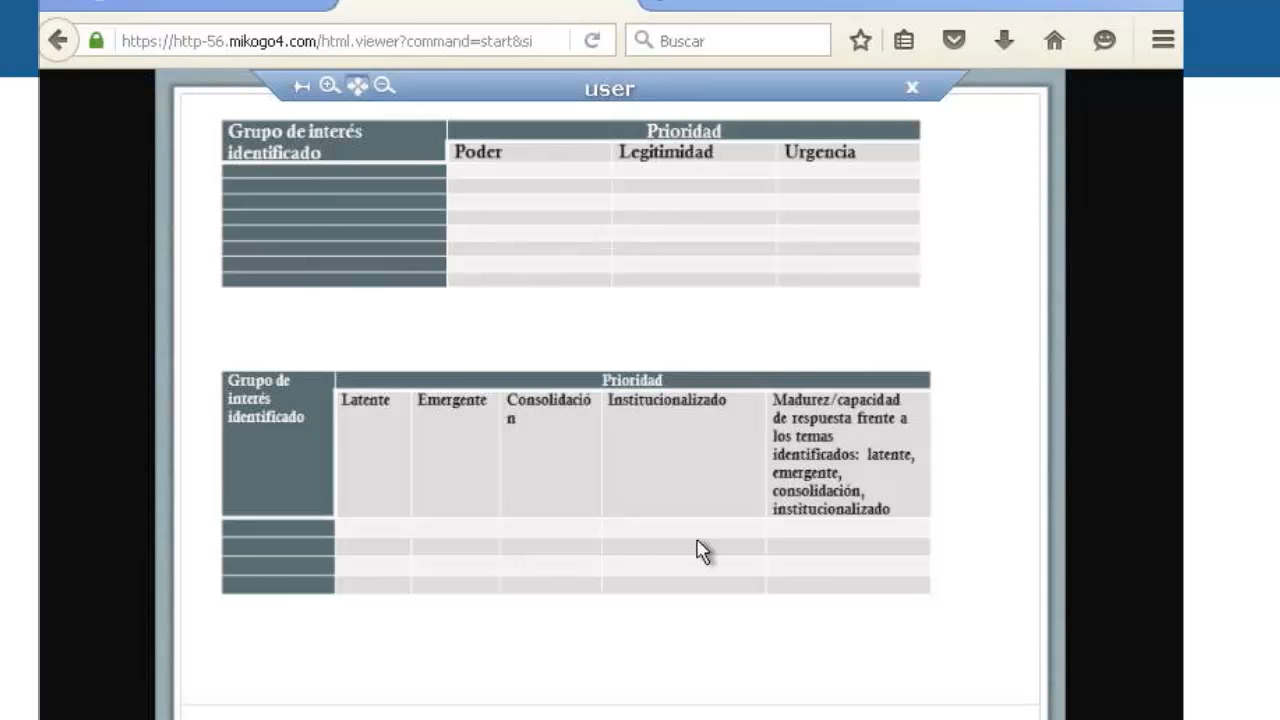 https://http-56.mikogo4.com/html.viewer?command=start&si
Buscar
user
x
Grupo de interés
identificado
Prioridad
Poder
Legitimidad
Urgencia
Grupo de
interés
identificado
Prioridad
Latente
Emergente
Consolidació
n
Institucionalizado
Madurez/capacidad
de respuesta frente a
los temas
identificados: latente,
emergente,
consolidación,
institucionalizado